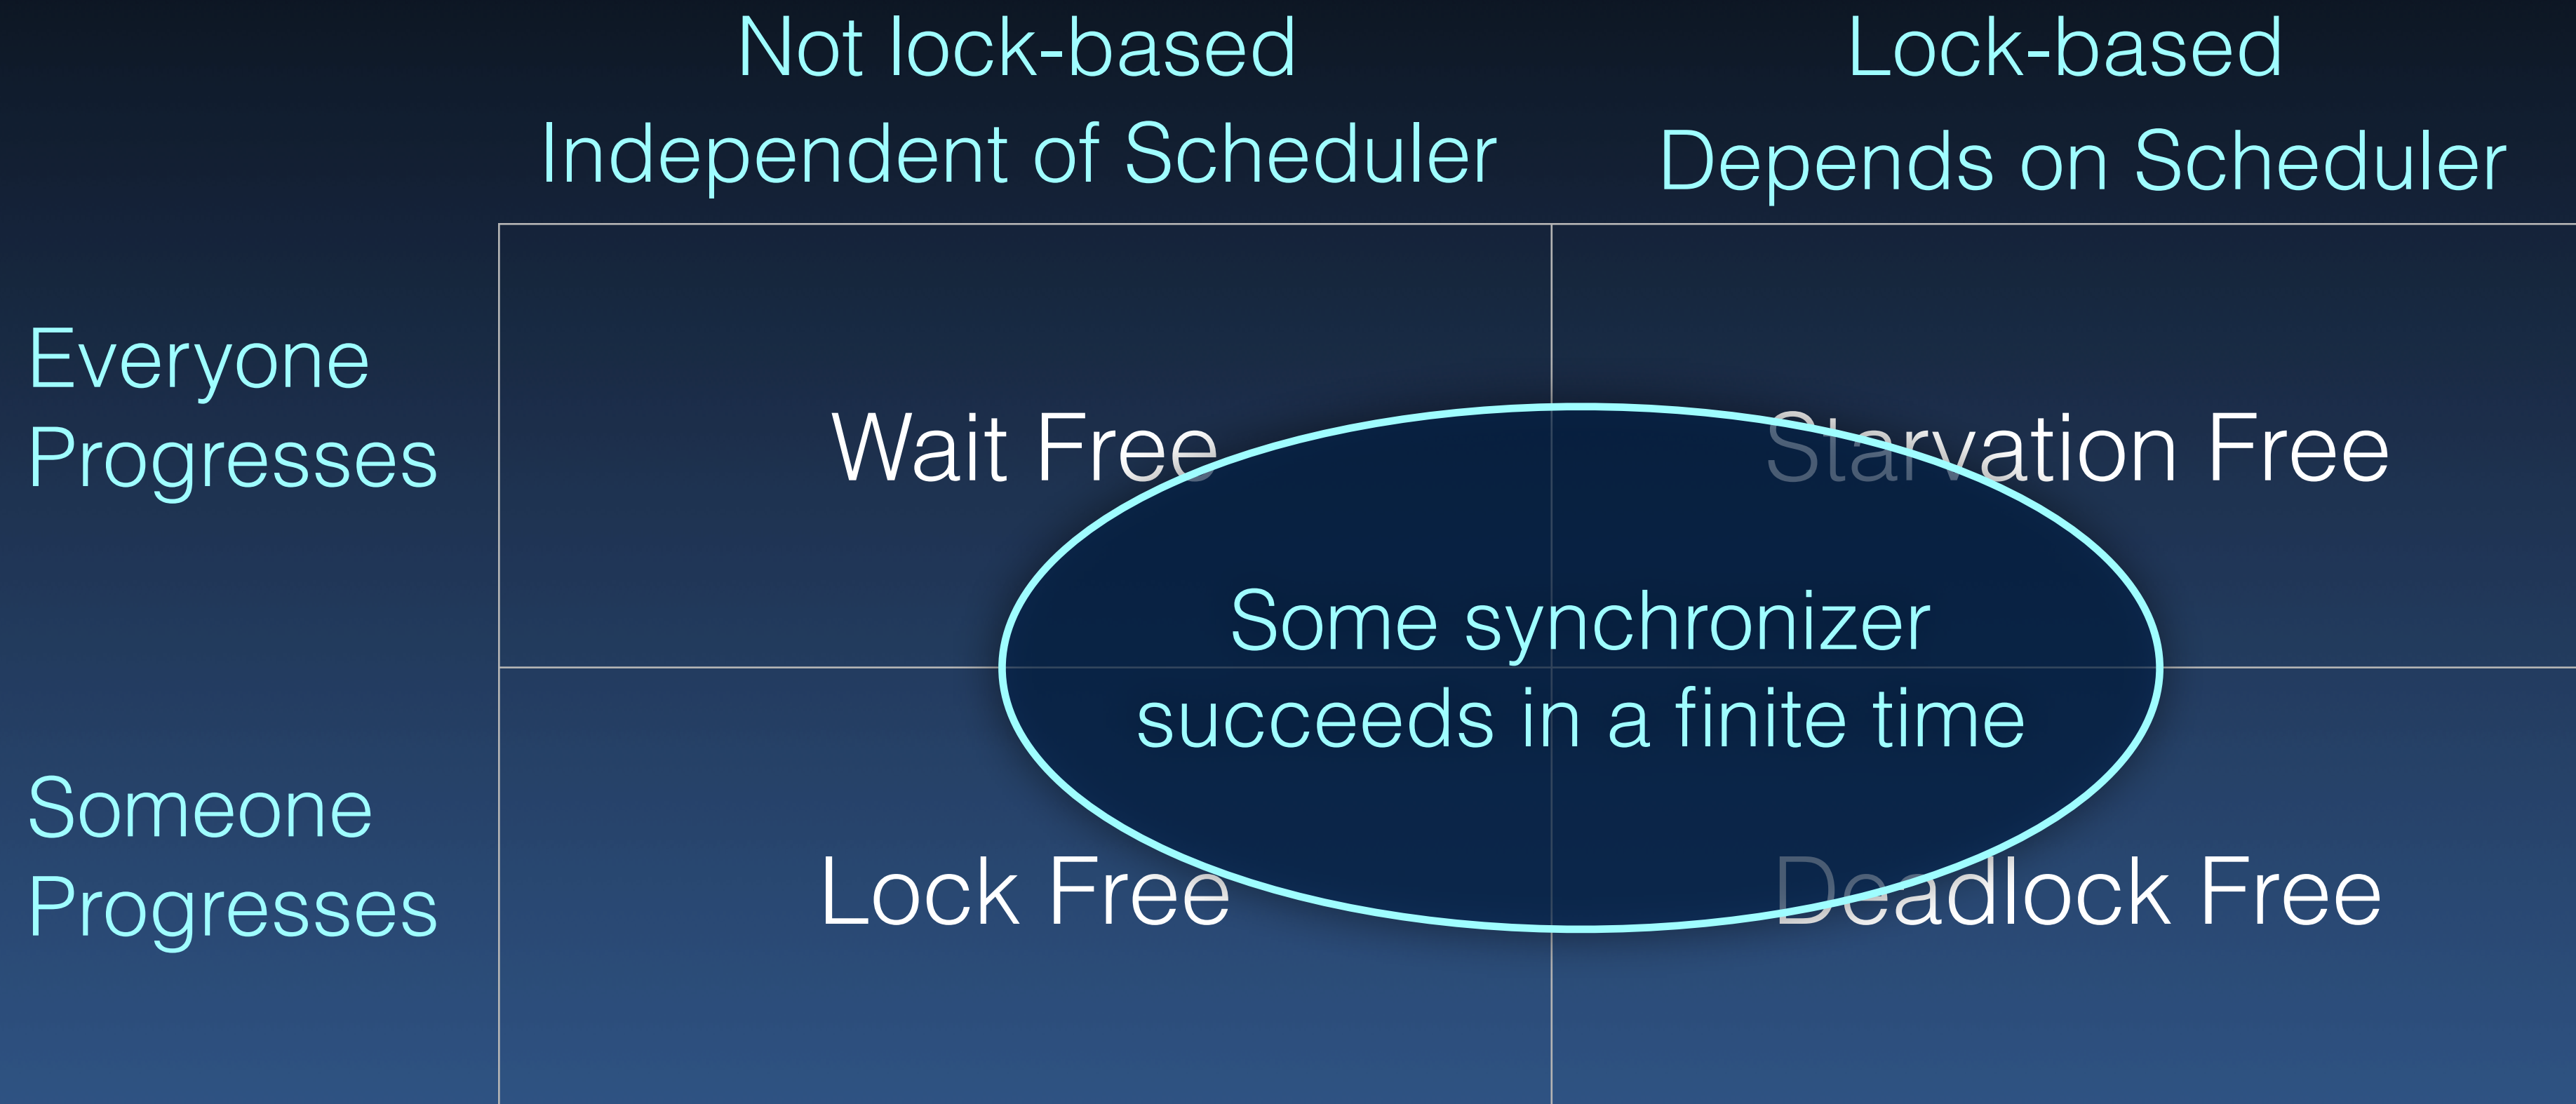 Not lock-based
Independent of Scheduler
Lock-based
Depends on Scheduler
Everyone
Progresses
Wait Free
Starvation Free
Some synchronizer
succeeds in a finite time
Someone
Progresses
Lock Free
Deadlock Free